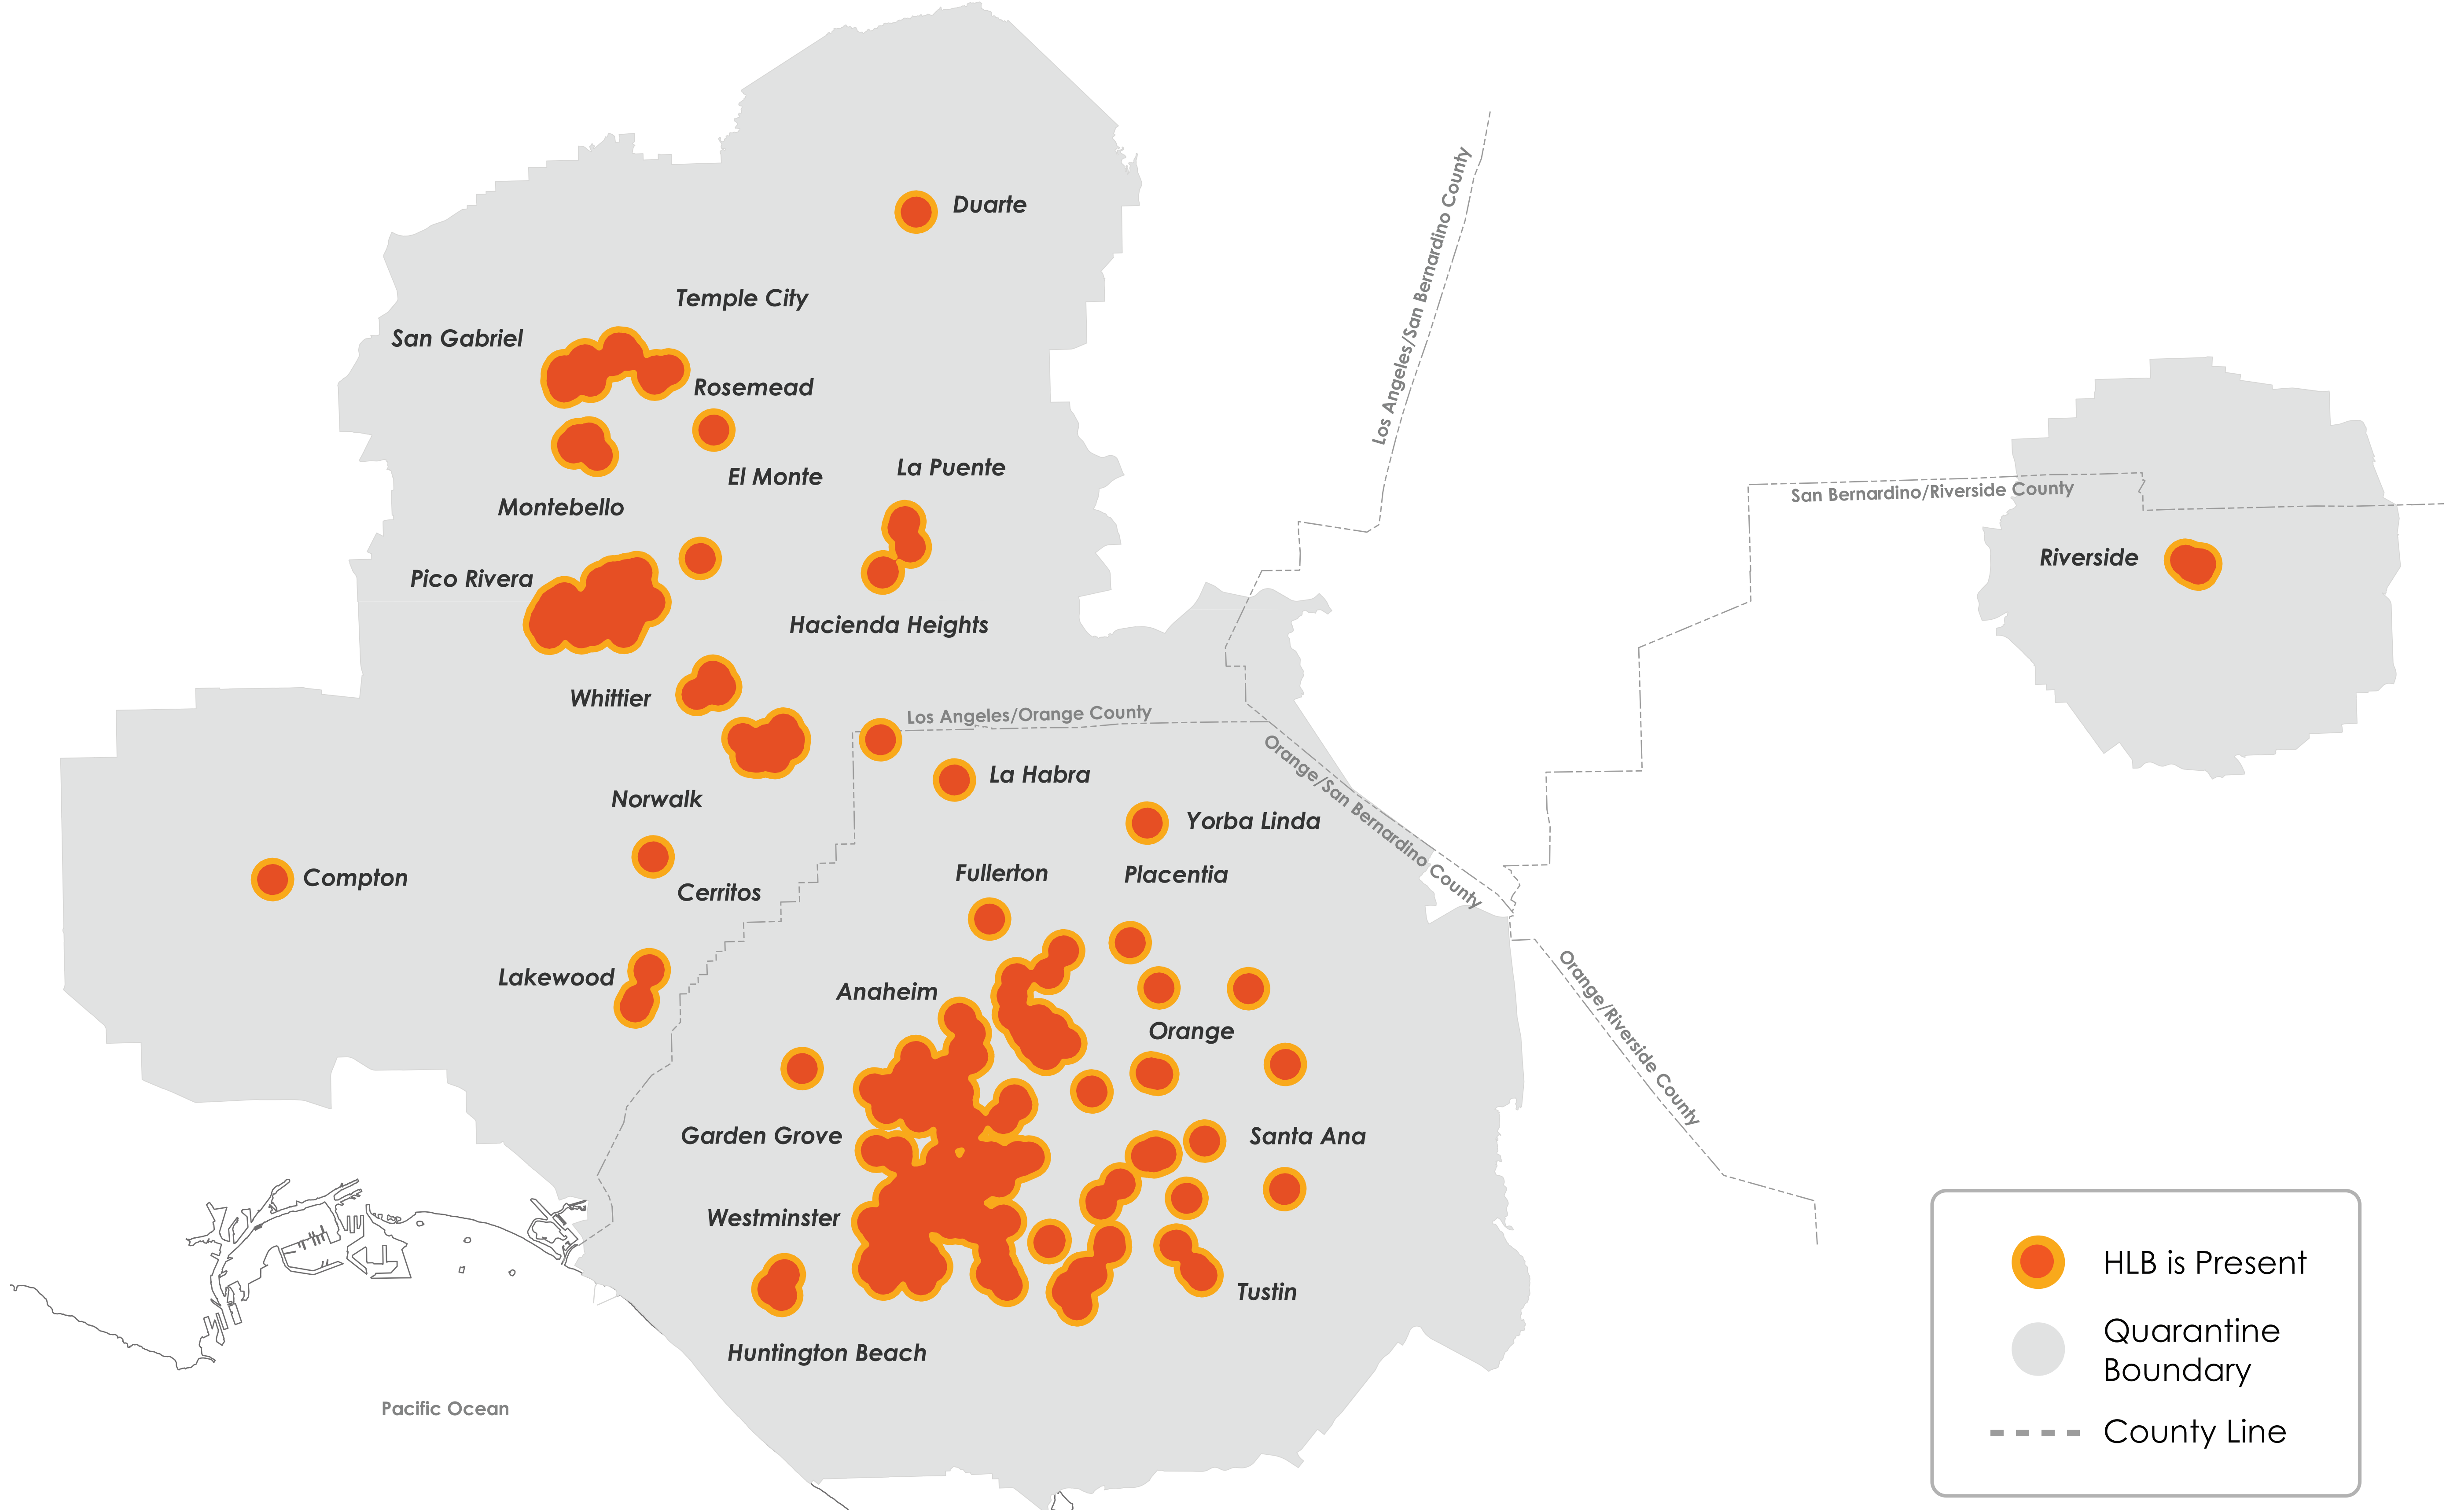 Duarte
Temple City
San Gabriel
Rosemead
La Puente
El Monte
Montebello
Pico Rivera
Hacienda Heights
Whittier
Los Angeles/San Bernardino County
San Bernardino/Riverside County
Riverside
Los Angeles/Orange County
Orange/San Bernardino County
La Habra
Norwalk
Yorba Linda
Fullerton
Placentia
Compton
Cerritos
Lakewood
Anaheim
Orange
Orange/Riverside County
Garden Grove
Santa Ana
Westminster
Tustin
Huntington Beach
Pacific Ocean
HLB is Present
Quarantine
Boundary
County Line